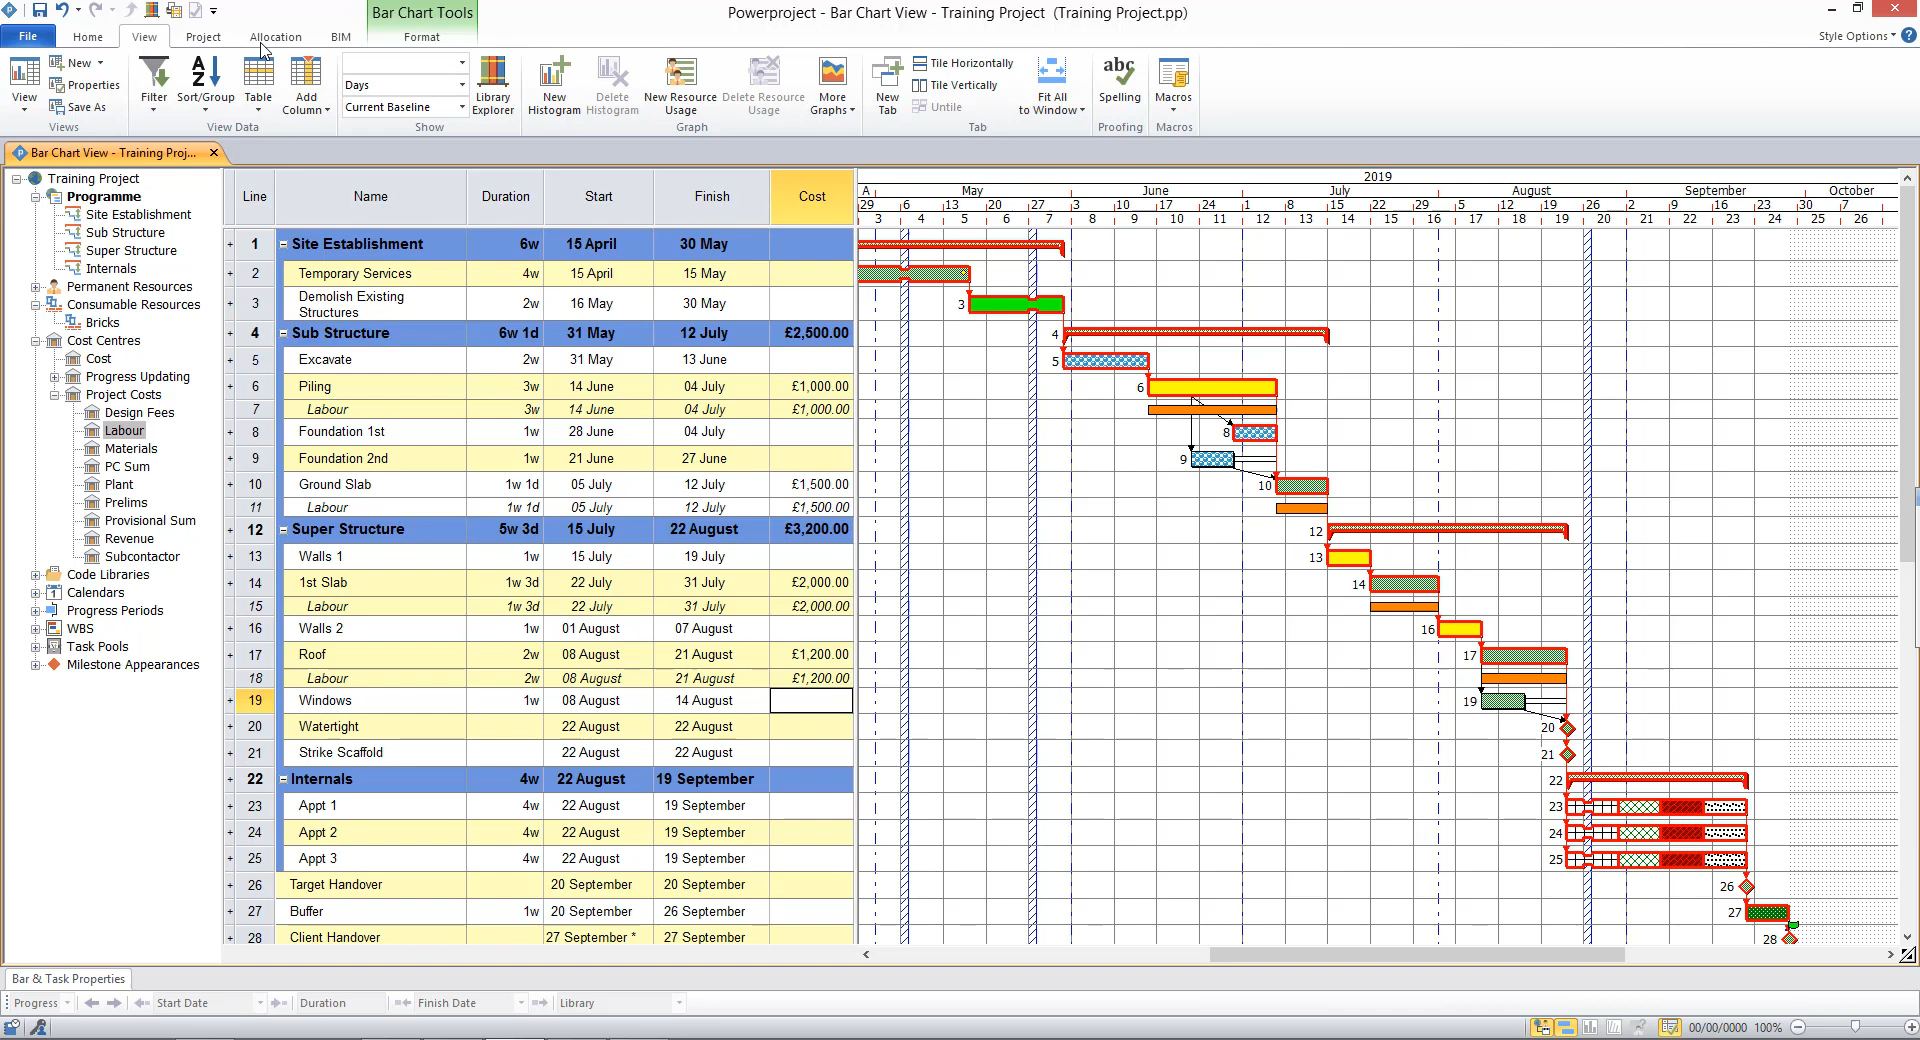 Bar Chart Tools
Powerproject - Bar Chart View - Training Project (Training Project.pp)
File Home View Project Allocation BIM Format Style Options
View New Properties Save As
Filter Sort/Group Table Add Column
Days
Current Baseline
Library Explorer New Histogram Delete Histogram New Resource Usage Delete Resource Usage More Graphs
New Tab Tile Horizontally Tile Vertically Untile Fit All to Window Spelling Macros
Views View Data Show Graph Tab Proofing Macros
Bar Chart View - Training Proj...
Training Project
Programme
Site Establishment
Sub Structure
Super Structure
Internals
Permanent Resources
Consumable Resources
Bricks
Cost Centres
Cost
Progress Updating
Project Costs
Design Fees
Labour
Materials
PC Sum
Plant
Prelims
Provisional Sum
Revenue
Subcontactor
Code Libraries
Calendars
Progress Periods
WBS
Task Pools
Milestone Appearances
Line Name Duration Start Finish Cost
1 Site Establishment 6w 15 April 30 May
2 Temporary Services 4w 15 April 15 May
3 Demolish Existing Structures 2w 16 May 30 May
4 Sub Structure 6w 1d 31 May 12 July £2,500.00
5 Excavate 2w 31 May 13 June
6 Piling 3w 14 June 04 July £1,000.00
7 Labour 3w 14 June 04 July £1,000.00
8 Foundation 1st 1w 28 June 04 July
9 Foundation 2nd 1w 21 June 27 June
10 Ground Slab 1w 1d 05 July 12 July £1,500.00
11 Labour 1w 1d 05 July 12 July £1,500.00
12 Super Structure 5w 3d 15 July 22 August £3,200.00
13 Walls 1 1w 15 July 19 July
14 1st Slab 1w 3d 22 July 31 July £2,000.00
15 Labour 1w 3d 22 July 31 July £2,000.00
16 Walls 2 1w 01 August 07 August
17 Roof 2w 08 August 21 August £1,200.00
18 Labour 2w 08 August 21 August £1,200.00
19 Windows 1w 08 August 14 August
20 Watertight 22 August 22 August
21 Strike Scaffold 22 August 22 August
22 Internals 4w 22 August 19 September
23 Appt 1 4w 22 August 19 September
24 Appt 2 4w 22 August 19 September
25 Appt 3 4w 22 August 19 September
26 Target Handover 20 September 20 September
27 Buffer 1w 20 September 26 September
28 Client Handover 27 September * 27 September
2019
A May June July August September October
29 6 13 20 27 3 10 17 24 1 8 15 22 29 5 12 19 26 2 9 16 23 30 7
3 4 5 6 7 8 9 10 11 12 13 14 15 16 17 18 19 20 21 22 23 24 25 26
3
4
5
6
8
9
10
12
13
14
16
17
19
20
21
22
23
24
25
26
27
28
Bar & Task Properties
Progress Start Date Duration Finish Date Library
00/00/0000 100%